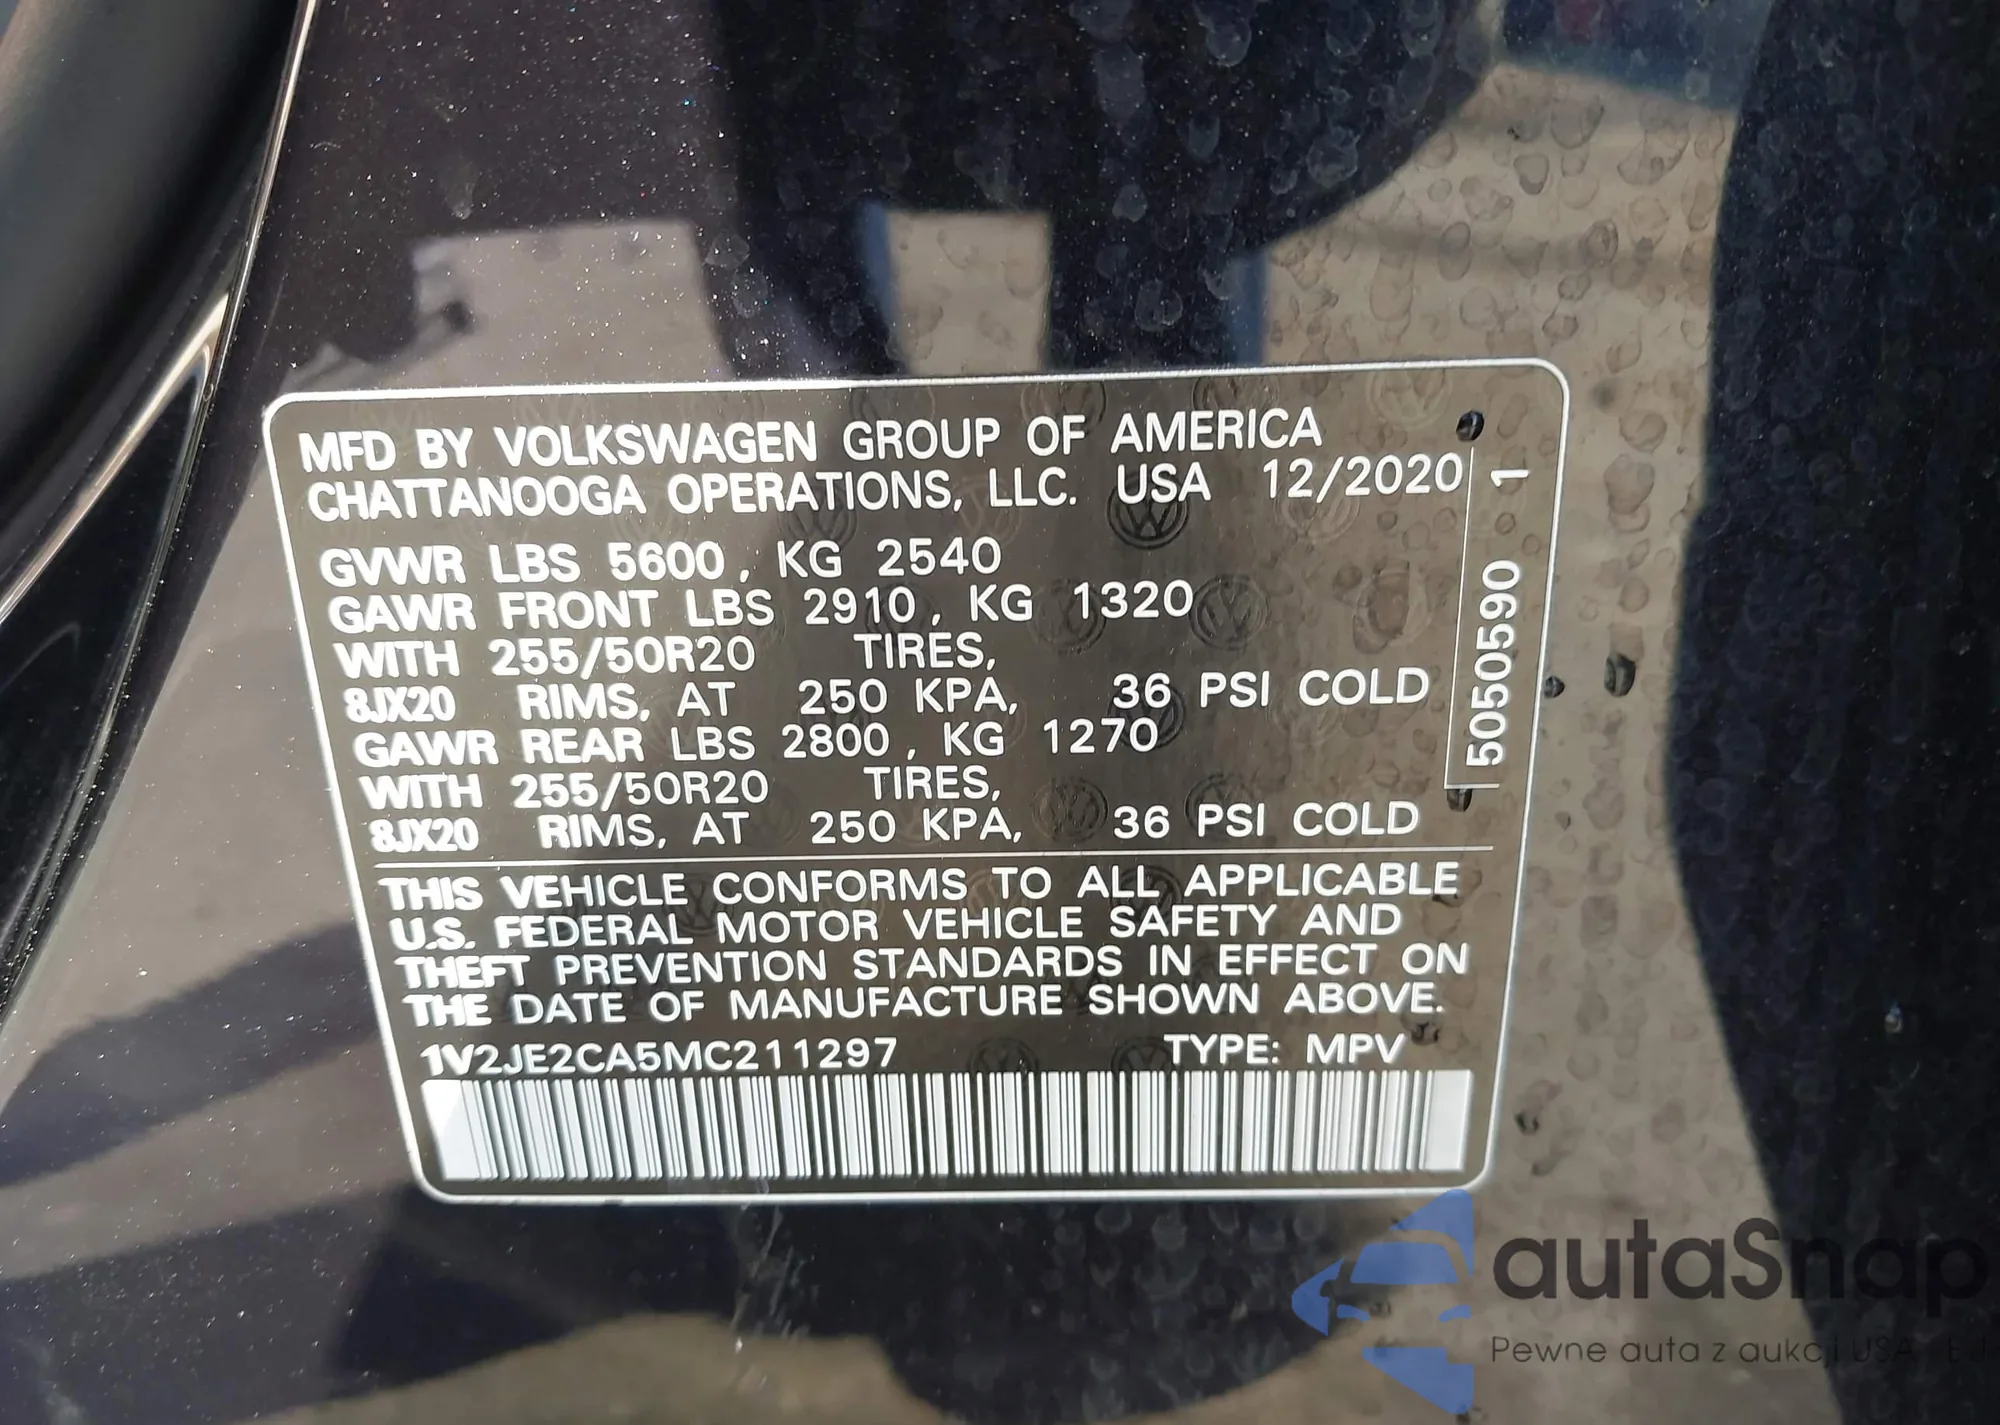 MFD BY VOLKSWAGEN GROUP OF AMERICA
CHATTANOOGA OPERATIONS, LLC. USA 12/2020
GVWR LBS 5600, KG 2540
GAWR FRONT LBS 2910, KG 1320
WITH 255/50R20 TIRES,
8JX20 RIMS, AT 250 KPA, 36 PSI COLD
GAWR REAR LBS 2800, KG 1270
WITH 255/50R20 TIRES,
8JX20 RIMS, AT 250 KPA, 36 PSI COLD
5050590 1
THIS VEHICLE CONFORMS TO ALL APPLICABLE
U.S. FEDERAL MOTOR VEHICLE SAFETY AND
THEFT PREVENTION STANDARDS IN EFFECT ON
THE DATE OF MANUFACTURE SHOWN ABOVE.
1V2JE2CA5MC211297 TYPE: MPV
autaSnap
Pewne auta z aukcji USA